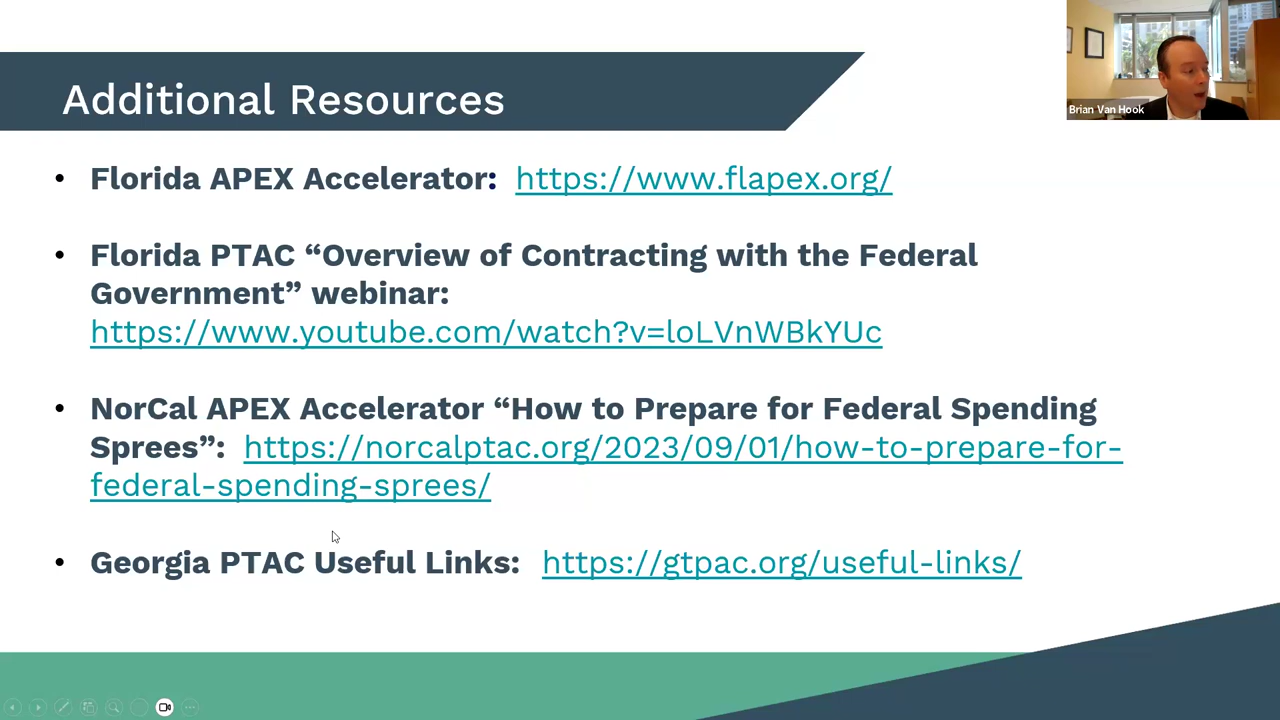 Additional Resources
Brian Van Hook
• Florida APEX Accelerator: https://www.flapex.org/
• Florida PTAC “Overview of Contracting with the Federal
Government” webinar:
https://www.youtube.com/watch?v=loLVnWBkYUc
• NorCal APEX Accelerator “How to Prepare for Federal Spending
Sprees”: https://norcalptac.org/2023/09/01/how-to-prepare-for-
federal-spending-sprees/
• Georgia PTAC Useful Links: https://gtpac.org/useful-links/